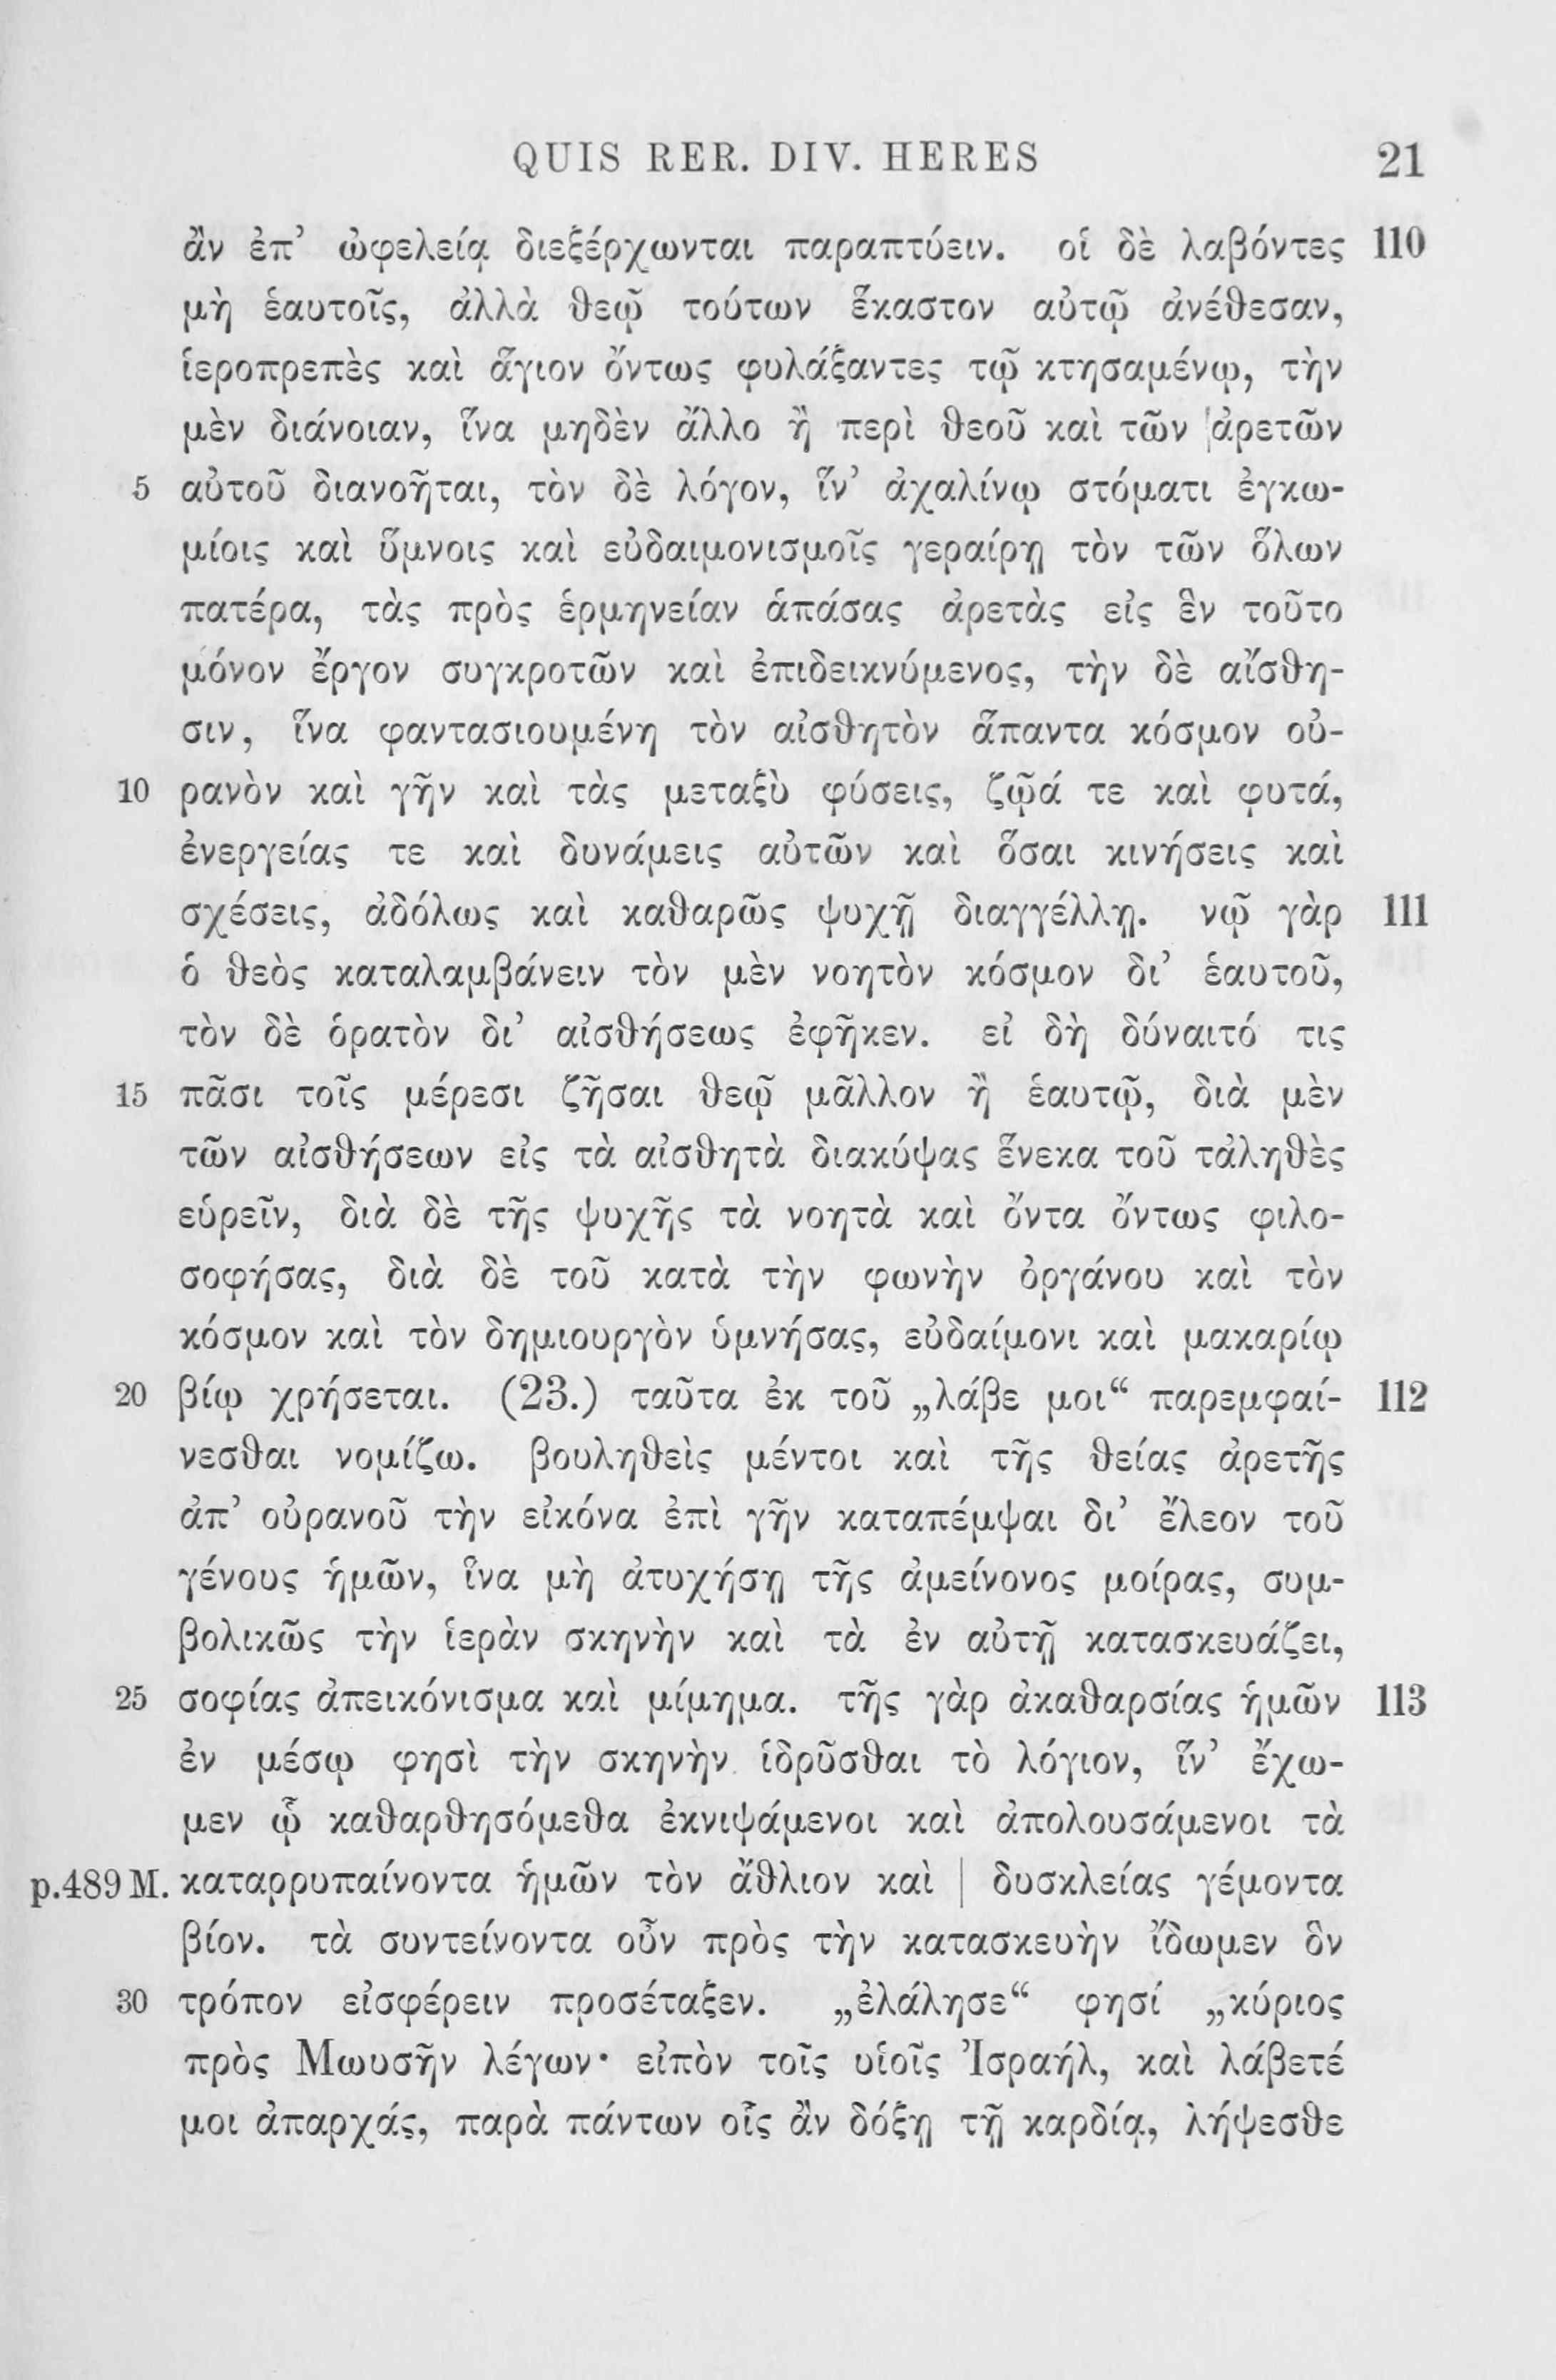 QUIS RER. DIV. HERES 21
ἂν ἐπ’ ὠφελείᾳ διεξέρχωνται παραπτύειν. οἱ δὲ λαβόντες 110
μὴ ἑαυτοῖς, ἀλλὰ θεῷ τούτων ἕκαστον αὐτῷ ἀνέθεσαν,
ἱεροπρεπὲς καὶ ἅγιον ὄντως φυλάξαντες τῷ κτησαμένῳ, τὴν
μὲν διάνοιαν, ἵνα μηδὲν ἄλλο ἢ περὶ θεοῦ καὶ τῶν ἀρετῶν
5 αὐτοῦ διανοῆται, τὸν δὲ λόγον, ἵν’ ἀχαλίνῳ στόματι ἐγκω-
μίοις καὶ ὕμνοις καὶ εὐδαιμονισμοῖς γεραίρῃ τὸν τῶν ὅλων
πατέρα, τὰς πρὸς ἑρμηνείαν ἁπάσας ἀρετὰς εἰς ἓν τοῦτο
μόνον ἔργον συγκροτῶν καὶ ἐπιδεικνύμενος, τὴν δὲ αἴσθη-
σιν, ἵνα φαντασιουμένη τὸν αἰσθητὸν ἅπαντα κόσμον οὐ-
10 ρανὸν καὶ γῆν καὶ τὰς μεταξὺ φύσεις, ζῷά τε καὶ φυτά,
ἐνεργείας τε καὶ δυνάμεις αὐτῶν καὶ ὅσαι κινήσεις καὶ
σχέσεις, ἀδόλως καὶ καθαρῶς ψυχῇ διαγγέλλῃ. νῷ γὰρ 111
ὁ θεὸς καταλαμβάνειν τὸν μὲν νοητὸν κόσμον δι’ ἑαυτοῦ,
τὸν δὲ ὁρατὸν δι’ αἰσθήσεως ἐφῆκεν. εἰ δὴ δύναιτό τις
15 πᾶσι τοῖς μέρεσι ζῆσαι θεῷ μᾶλλον ἢ ἑαυτῷ, διὰ μὲν
τῶν αἰσθήσεων εἰς τὰ αἰσθητὰ διακύψας ἕνεκα τοῦ τἀληθὲς
εὑρεῖν, διὰ δὲ τῆς ψυχῆς τὰ νοητὰ καὶ ὄντα ὄντως φιλο-
σοφήσας, διὰ δὲ τοῦ κατὰ τὴν φωνὴν ὀργάνου καὶ τὸν
κόσμον καὶ τὸν δημιουργὸν ὑμνήσας, εὐδαίμονι καὶ μακαρίῳ
20 βίῳ χρήσεται. (23.) ταῦτα ἐκ τοῦ „λάβε μοι“ παρεμφαί- 112
νεσθαι νομίζω. βουληθεὶς μέντοι καὶ τῆς θείας ἀρετῆς
ἀπ’ οὐρανοῦ τὴν εἰκόνα ἐπὶ γῆν καταπέμψαι δι’ ἔλεον τοῦ
γένους ἡμῶν, ἵνα μὴ ἀτυχήσῃ τῆς ἀμείνονος μοίρας, συμ-
βολικῶς τὴν ἱερὰν σκηνὴν καὶ τὰ ἐν αὐτῇ κατασκευάζει,
25 σοφίας ἀπεικόνισμα καὶ μίμημα. τῆς γὰρ ἀκαθαρσίας ἡμῶν 113
ἐν μέσῳ φησὶ τὴν σκηνὴν ἱδρῦσθαι τὸ λόγιον, ἵν’ ἔχω-
μεν ᾧ καθαρθησόμεθα ἐκνιψάμενοι καὶ ἀπολουσάμενοι τὰ
p.489 M. καταρρυπαίνοντα ἡμῶν τὸν ἄθλιον καὶ | δυσκλείας γέμοντα
βίον. τὰ συντείνοντα οὖν πρὸς τὴν κατασκευὴν ἴδωμεν ὃν
30 τρόπον εἰσφέρειν προσέταξεν. „ἐλάλησε“ φησί „κύριος
πρὸς Μωυσῆν λέγων· εἰπὸν τοῖς υἱοῖς Ἰσραήλ, καὶ λάβετέ
μοι ἀπαρχάς, παρὰ πάντων οἷς ἂν δόξῃ τῇ καρδίᾳ, λήψεσθε